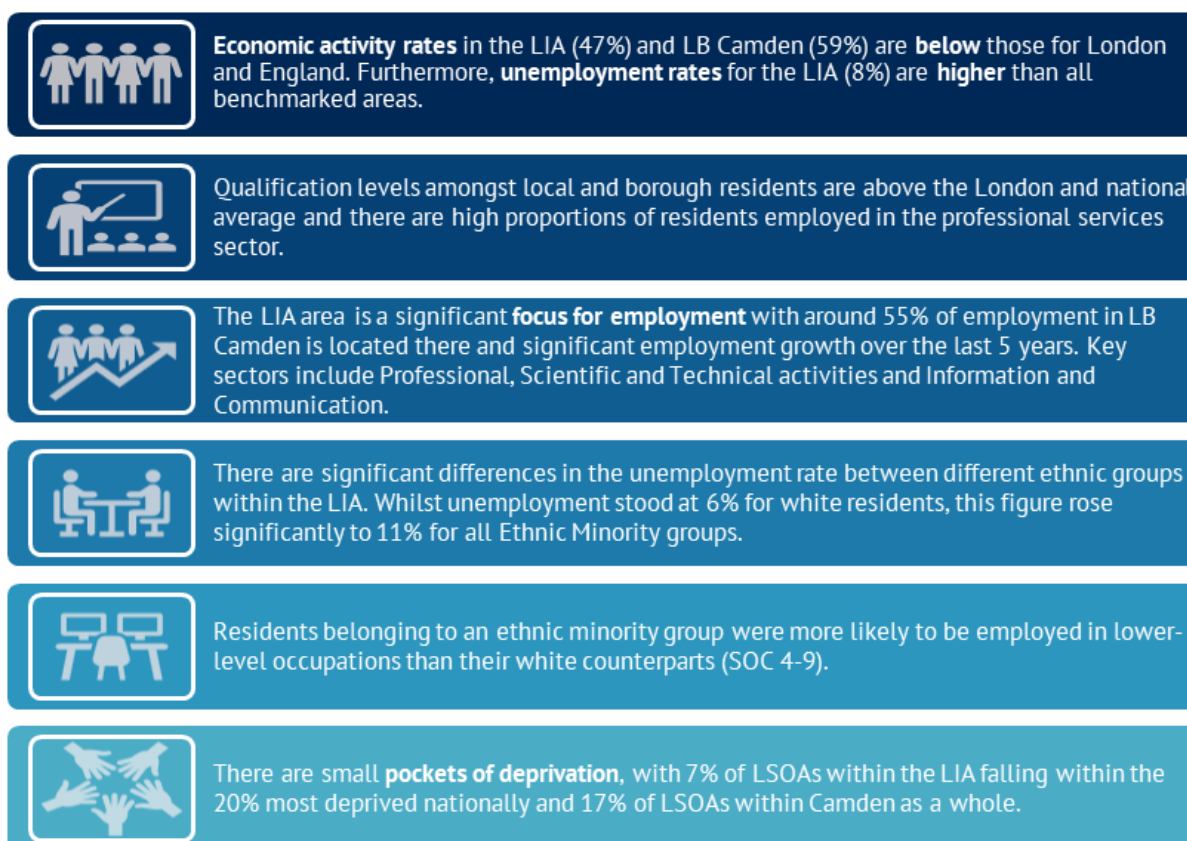 Economic activity rates in the LIA (47%) and LB Camden (59%) are below those for London
and England. Furthermore, unemployment rates for the LIA (8%) are higher than all
benchmarked areas.
Qualification levels amongst local and borough residents are above the London and national
average and there are high proportions of residents employed in the professional services
sector.
The LIA area is a significant focus for employment with around 55% of employment in LB
Camden is located there and significant employment growth over the last 5 years. Key
sectors include Professional, Scientific and Technical activities and Information and
Communication.
There are significant differences in the unemployment rate between different ethnic groups
within the LIA. Whilst unemployment stood at 6% for white residents, this figure rose
significantly to 11% for all Ethnic Minority groups.
Residents belonging to an ethnic minority group were more likely to be employed in lower-
level occupations than their white counterparts (SOC 4-9).
There are small pockets of deprivation, with 7% of LSOAs within the LIA falling within the
20% most deprived nationally and 17% of LSOAs within Camden as a whole.